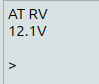 AT RV
12.1V

>